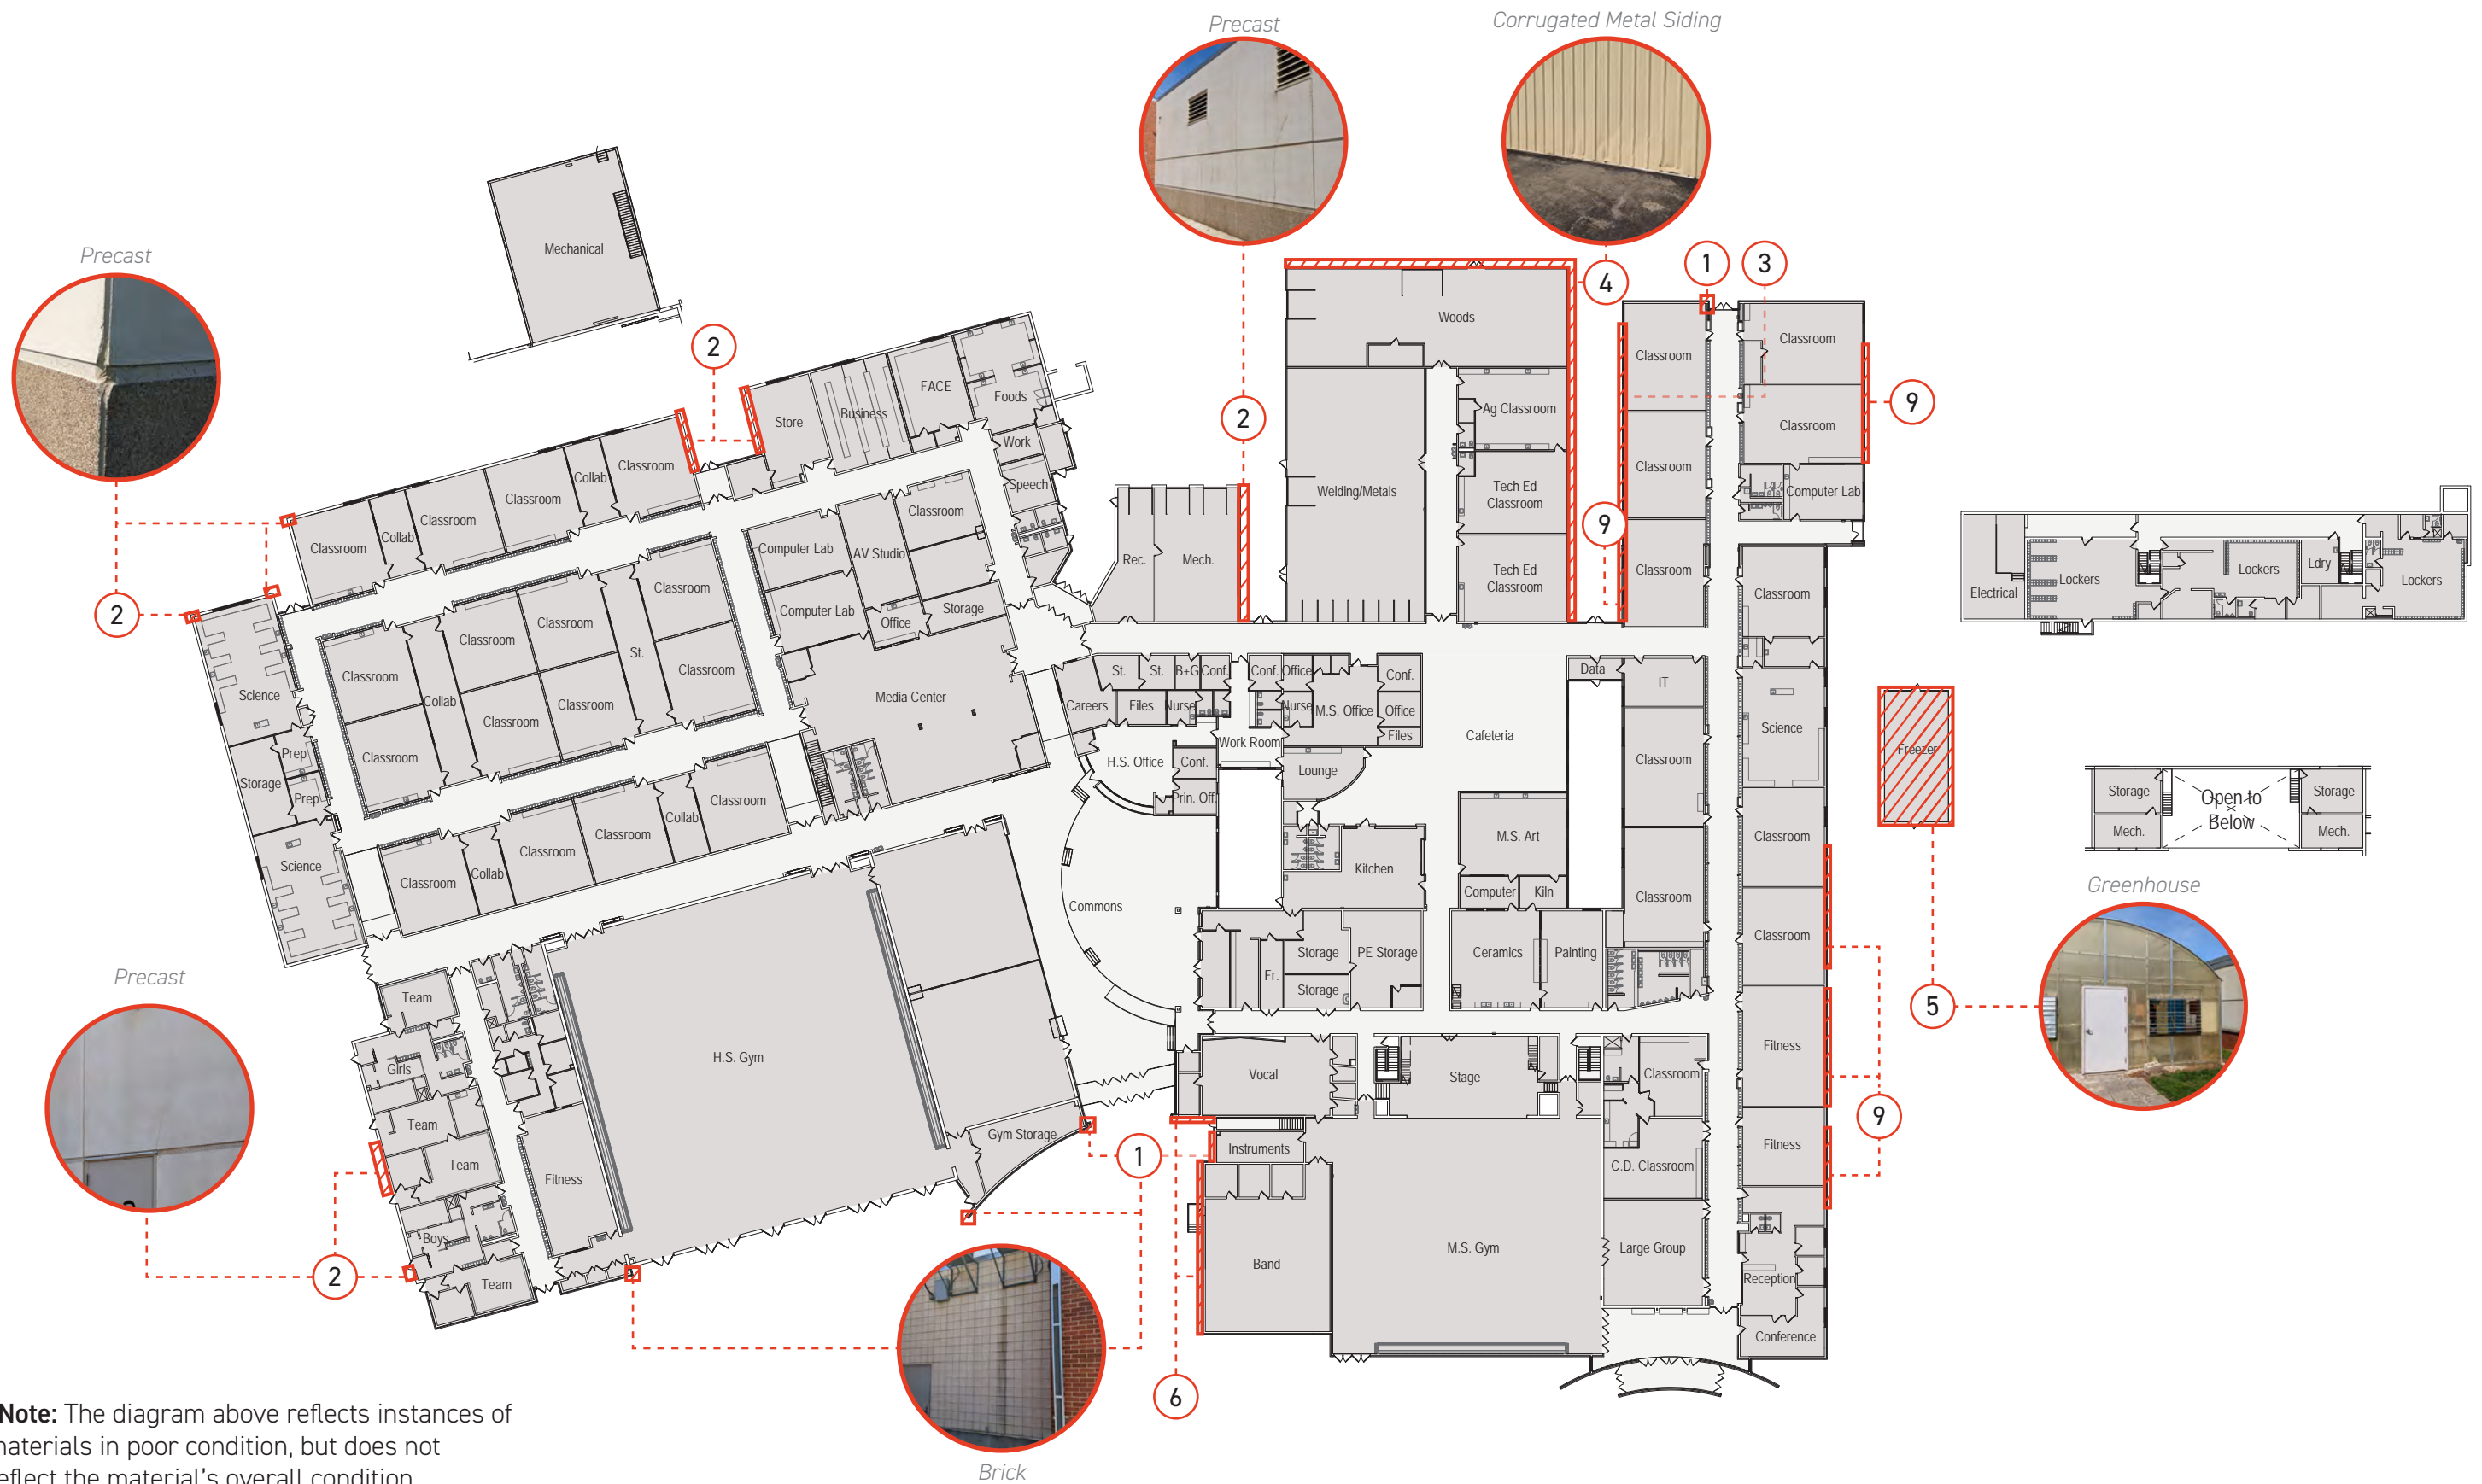 Precast
Corrugated Metal Siding
Precast
Mechanical
2
1
3
4
9
2
2
2
9
Woods
Classroom
Classroom
Classroom
Classroom
Classroom
Classroom
Computer Lab
Ag Classroom
Tech Ed
Classroom
Tech Ed
Classroom
Welding/Metals
Rec.
Mech.
Store
Business
FACE
Foods
Work
Speech
Classroom
Collab
Classroom
Classroom
Collab
Classroom
Computer Lab
AV Studio
Classroom
Computer Lab
Office
Storage
Science
Classroom
Collab
Classroom
Classroom
St.
Classroom
Classroom
Classroom
Classroom
Classroom
Media Center
Storage
Prep
Prep
Science
Classroom
Collab
Classroom
Classroom
Collab
Classroom
St.
St.
B+G
Conf.
Conf.
Office
Conf.
Careers
Files
Nurse
Nurse
M.S. Office
Office
Files
Work Room
H.S. Office
Conf.
Prin. Off.
Lounge
Cafeteria
Data
IT
Classroom
Science
Classroom
Classroom
Classroom
Classroom
M.S. Art
Computer
Kiln
Kitchen
Commons
Storage
Storage
Fr.
PE Storage
Ceramics
Painting
Electrical
Lockers
Lockers
Ldry
Lockers
Freezer
Storage
Mech.
Open to
Below
Storage
Mech.
Greenhouse
5
9
Precast
Team
Girls
Team
Team
Boys
Team
Fitness
H.S. Gym
Gym Storage
1
2
Vocal
Stage
Classroom
Fitness
Fitness
Instruments
C.D. Classroom
Band
M.S. Gym
Large Group
Reception
Conference
6
Brick
Note: The diagram above reflects instances of
materials in poor condition, but does not
reflect the material's overall condition